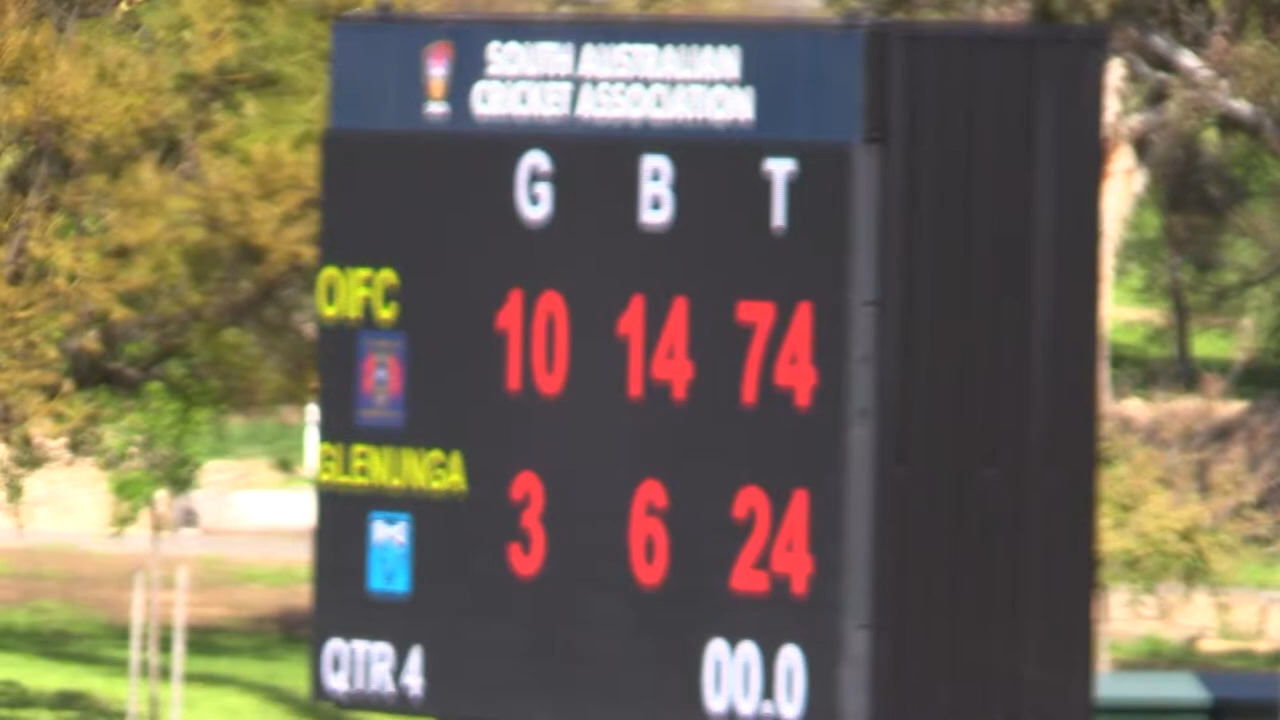 SOUTH AUSTRALIAN
CRICKET ASSOCIATION
G B T
OIFC 10 14 74
GLENUNGA 3 6 24
QTR 4 00.0